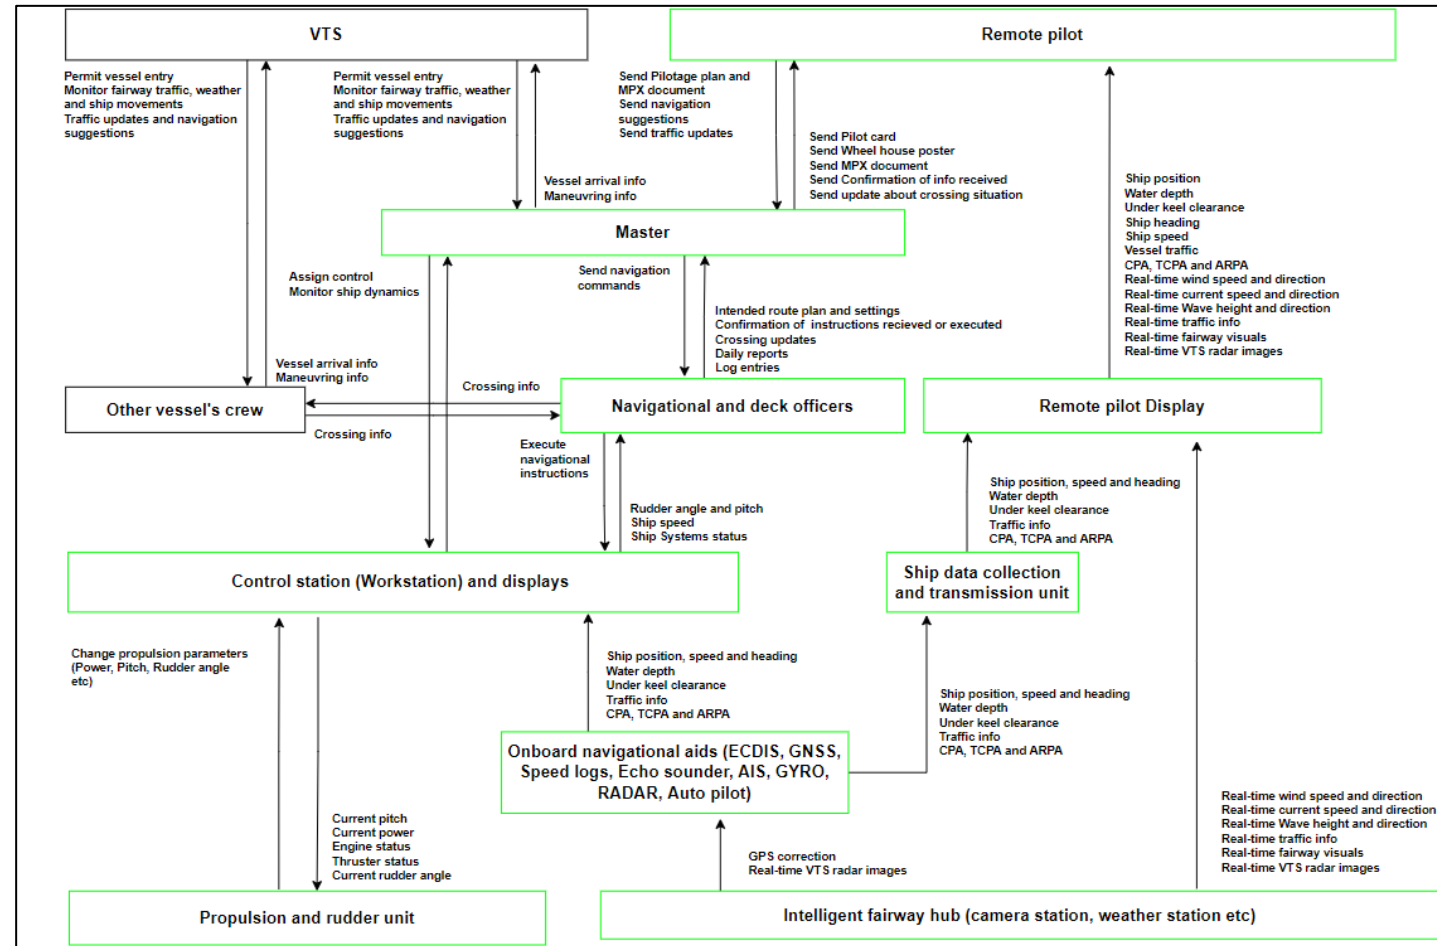 VTS
Remote pilot
Permit vessel entry
Monitor fairway traffic, weather
and ship movements
Traffic updates and navigation
suggestions
Permit vessel entry
Monitor fairway traffic, weather
and ship movements
Traffic updates and navigation
suggestions
Send Pilotage plan and
MPX document
Send navigation
suggestions
Send traffic updates
Vessel arrival info
Maneuvring info
Send Pilot card
Send Wheel house poster
Send MPX document
Send Confirmation of info received
Send update about crossing situation
Ship position
Water depth
Under keel clearance
Ship heading
Ship speed
Vessel traffic
CPA, TCPA and ARPA
Real-time wind speed and direction
Real-time current speed and direction
Real-time Wave height and direction
Real-time traffic info
Real-time fairway visuals
Real-time VTS radar images
Master
Assign control
Monitor ship dynamics
Send navigation
commands
Intended route plan and settings
Confirmation of instructions recieved or executed
Crossing updates
Daily reports
Log entries
Vessel arrival info
Maneuvring info
Crossing info
Other vessel's crew
Navigational and deck officers
Remote pilot Display
Crossing info
Execute
navigational
instructions
Rudder angle and pitch
Ship speed
Ship Systems status
Ship position, speed and heading
Water depth
Under keel clearance
Traffic info
CPA, TCPA and ARPA
Control station (Workstation) and displays
Ship data collection
and transmission unit
Change propulsion parameters
(Power, Pitch, Rudder angle
etc)
Ship position, speed and heading
Water depth
Under keel clearance
Traffic info
CPA, TCPA and ARPA
Ship position, speed and heading
Water depth
Under keel clearance
Traffic info
CPA, TCPA and ARPA
Onboard navigational aids (ECDIS, GNSS,
Speed logs, Echo sounder, AIS, GYRO,
RADAR, Auto pilot)
Current pitch
Current power
Engine status
Thruster status
Current rudder angle
GPS correction
Real-time VTS radar images
Real-time wind speed and direction
Real-time current speed and direction
Real-time Wave height and direction
Real-time traffic info
Real-time fairway visuals
Real-time VTS radar images
Propulsion and rudder unit
Intelligent fairway hub (camera station, weather station etc)